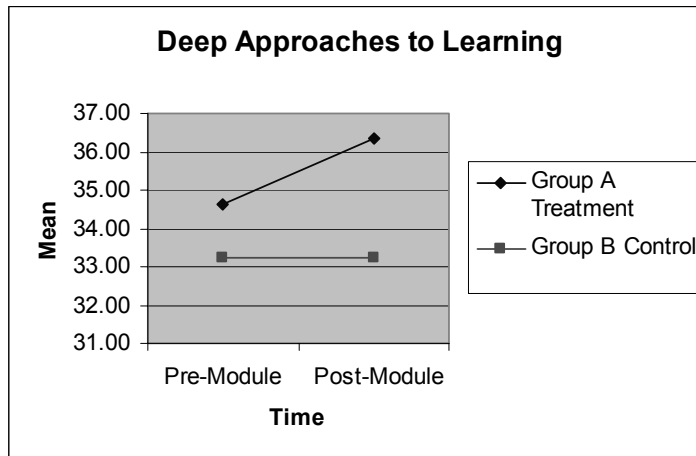 Deep Approaches to Learning
37.00
36.00
35.00
34.00
33.00
32.00
31.00
Mean
Pre-Module
Post-Module
Time
Group A
Treatment
Group B Control